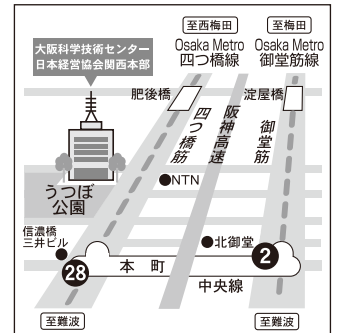 至西梅田
至梅田
Osaka Metro
四つ橋線
Osaka Metro
御堂筋線
大阪科学技術センター
日本経営協会関西本部
肥後橋
淀屋橋
四つ橋筋
阪神高速
御堂筋
うつぼ
公園
●NTN
信濃橋
三井ビル
●北御堂
28
本町
2
中央線
至難波
至難波